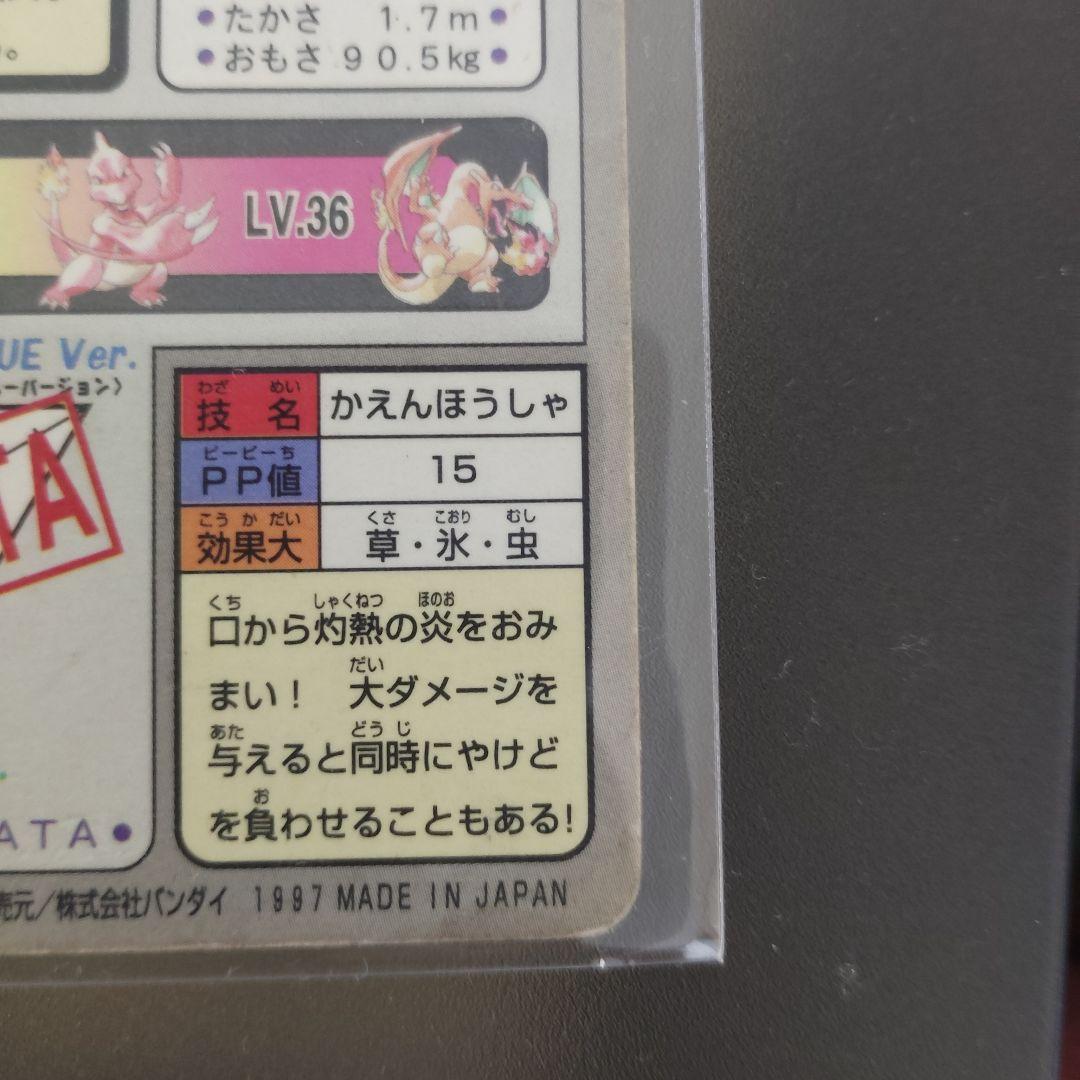 •たかさ 1.7m•
•おもさ 90.5kg•
LV.36
UE Ver.
ーバージョン〉
TA
ATA●
わざ めい
技名 かえんほうしゃ
ピーピーち
PP値 15
こうかだい くさ こおり むし
効果大 草・氷・虫
くち しゃくねつ ほのお
口から灼熱の炎をおみ
だい
まい! 大ダメージを
あた どうじ
与えると同時にやけど
お
を負わせることもある!
売元/株式会社バンダイ 1997 MADE IN JAPAN